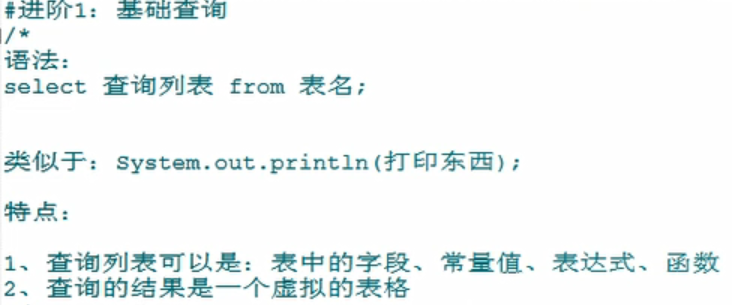 #进阶1：基础查询
/*
语法：
select 查询列表 from 表名;
类似于：System.out.println(打印东西);
特点：
1、查询列表可以是：表中的字段、常量值、表达式、函数
2、查询的结果是一个虚拟的表格